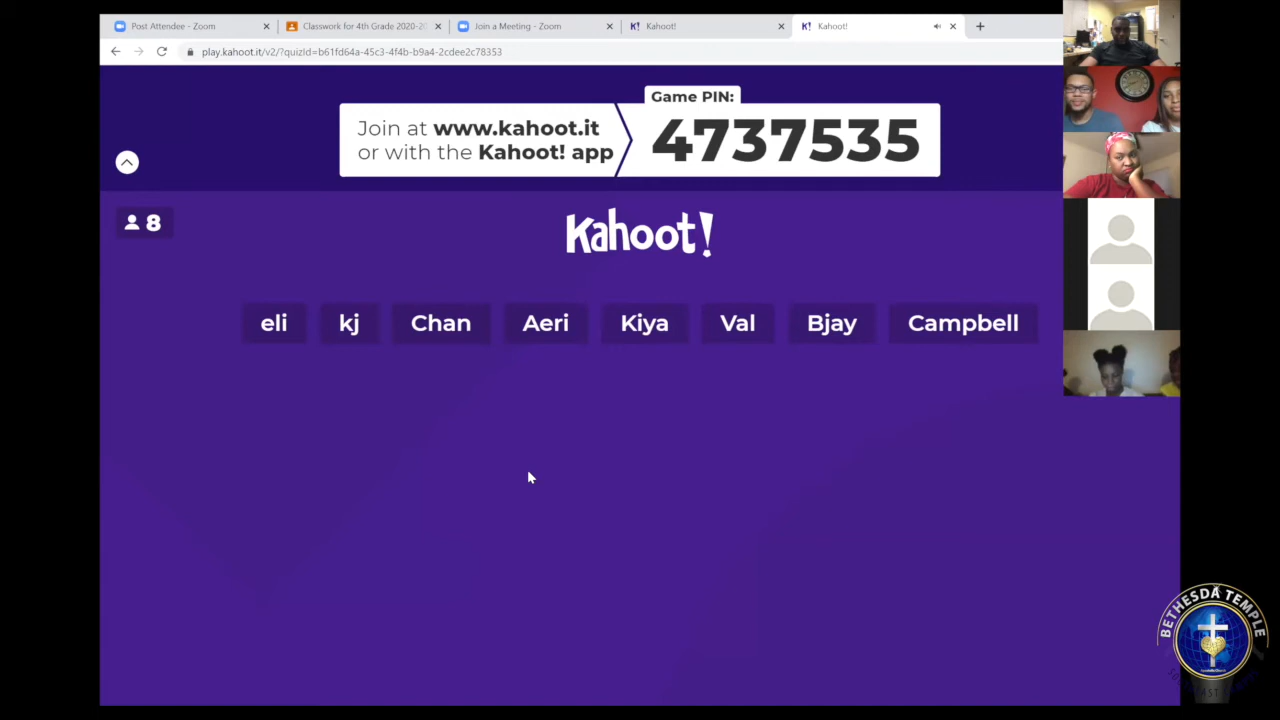 Post Attendee - Zoom
Classwork for 4th Grade 2020-20
Join a Meeting - Zoom
K! Kahoot!
K! Kahoot!
play.kahoot.it/v2/?quizId=b61fd64a-45c3-4f4b-b9a4-2cdee2c78353
Game PIN:
Join at www.kahoot.it
or with the Kahoot! app
4737535
8
Kahoot!
eli kj Chan Aeri Kiya Val Bjay Campbell
BETHESDA TEMPLE